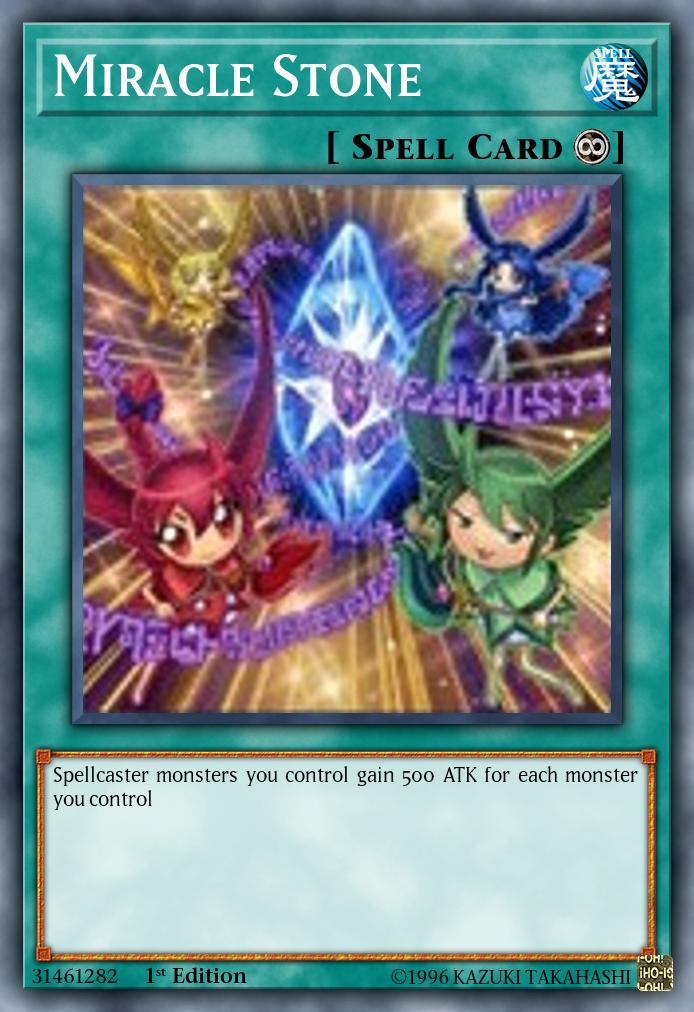 Miracle Stone
SPELL
魔
[ Spell Card ]
Spellcaster monsters you control gain 500 ATK for each monster
you control
31461282 1st Edition ©1996 KAZUKI TAKAHASHI